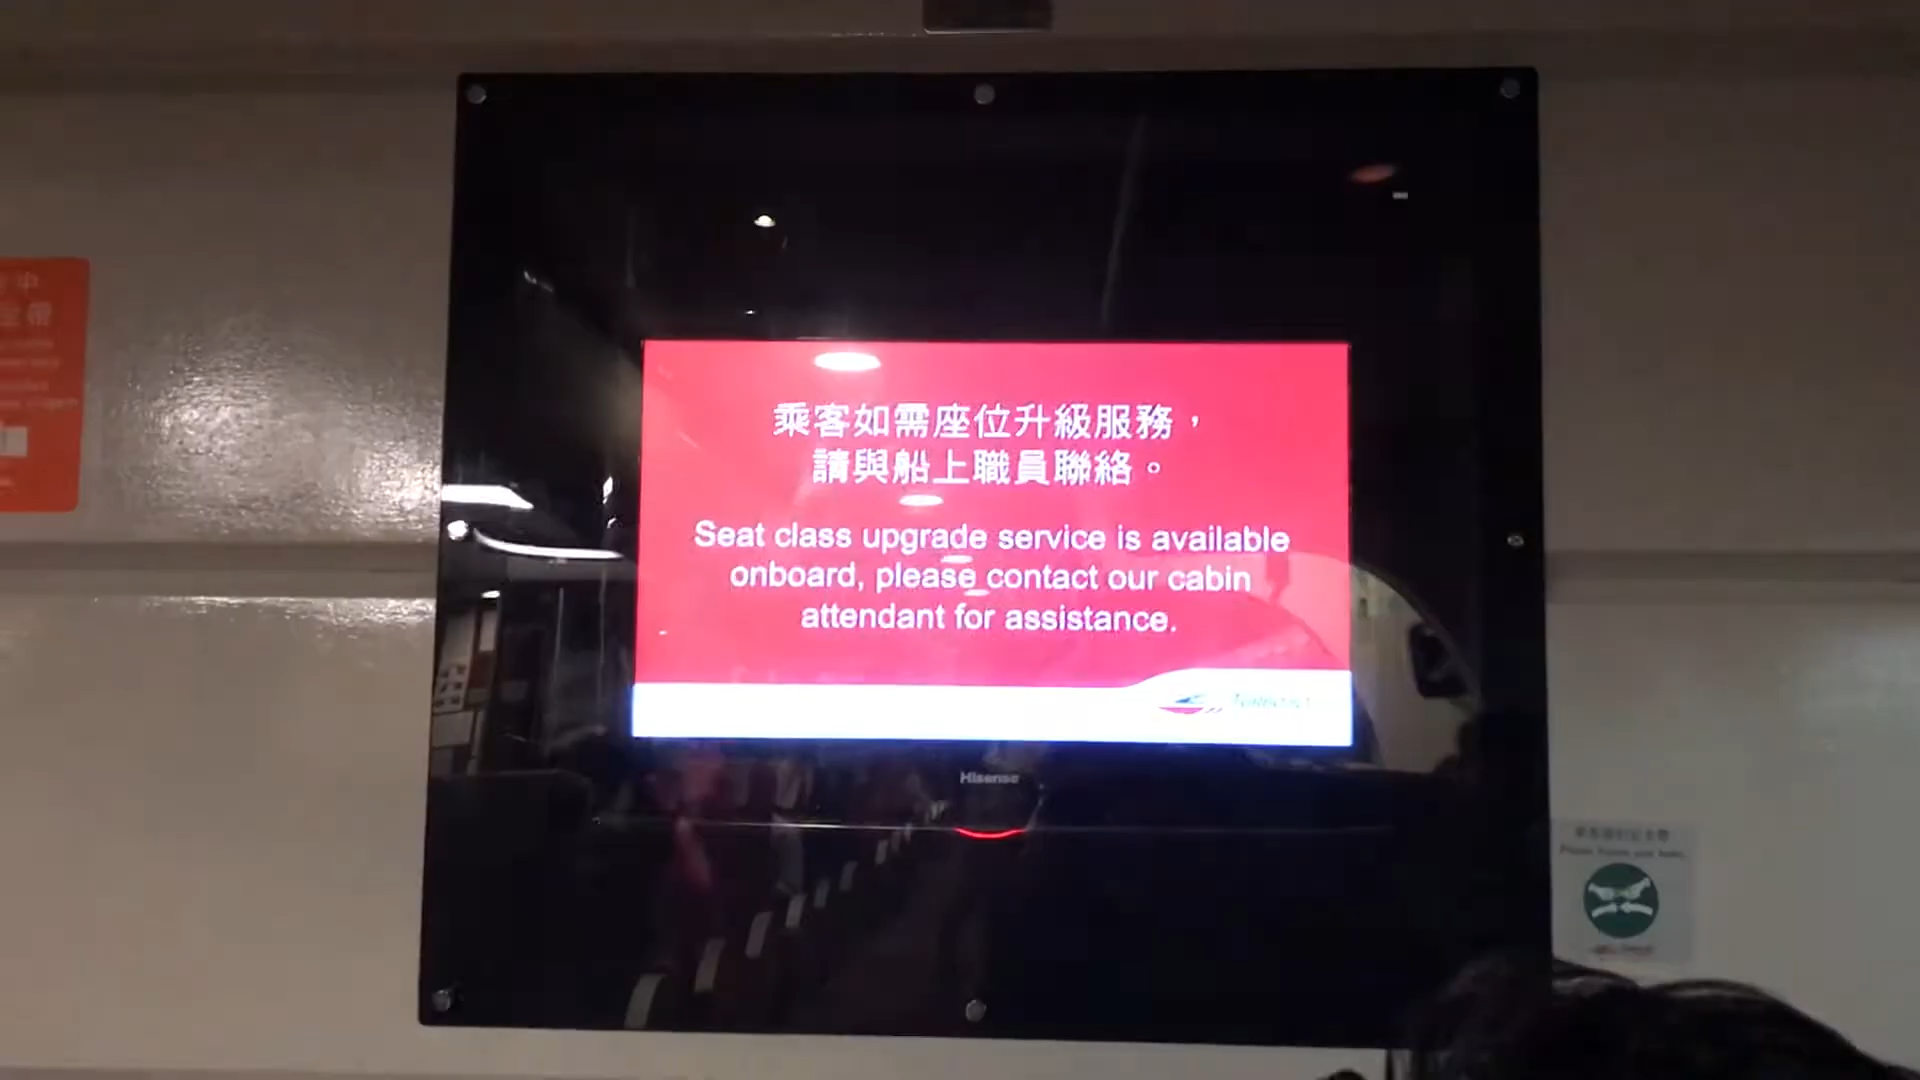 乘客如需座位升級服務，
請與船上職員聯絡。
Seat class upgrade service is available
onboard, please contact our cabin
attendant for assistance.
TurboJET
Hisense